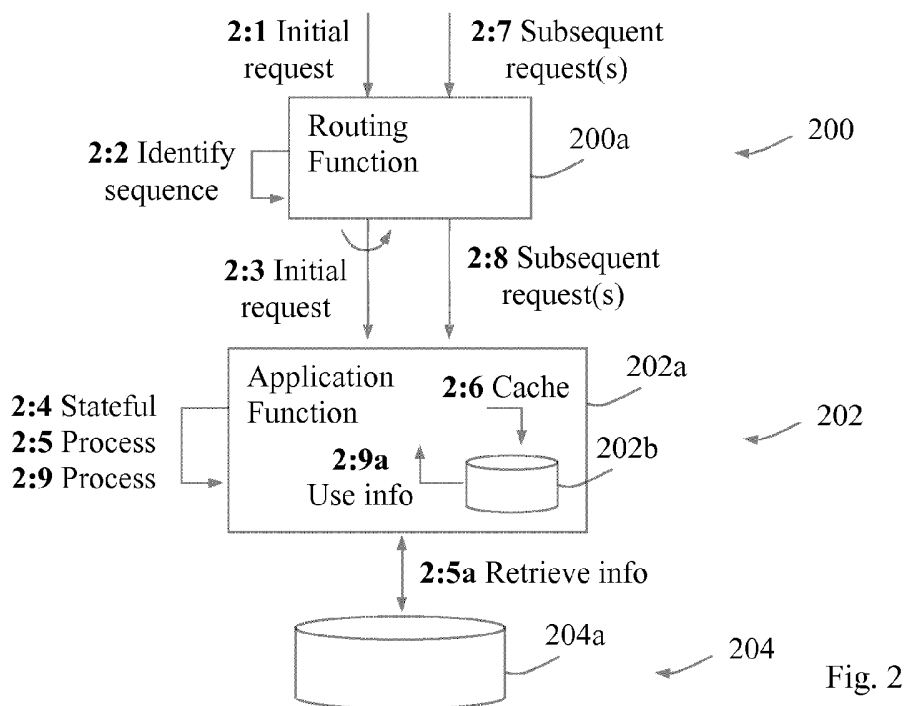 2:1 Initial
request
2:7 Subsequent
request(s)
Routing
Function
200a
200
2:2 Identify
sequence
2:3 Initial
request
2:8 Subsequent
request(s)
Application
Function
2:6 Cache
202a
202
2:4 Stateful
2:5 Process
2:9 Process
2:9a
Use info
202b
2:5a Retrieve info
204a
204
Fig. 2